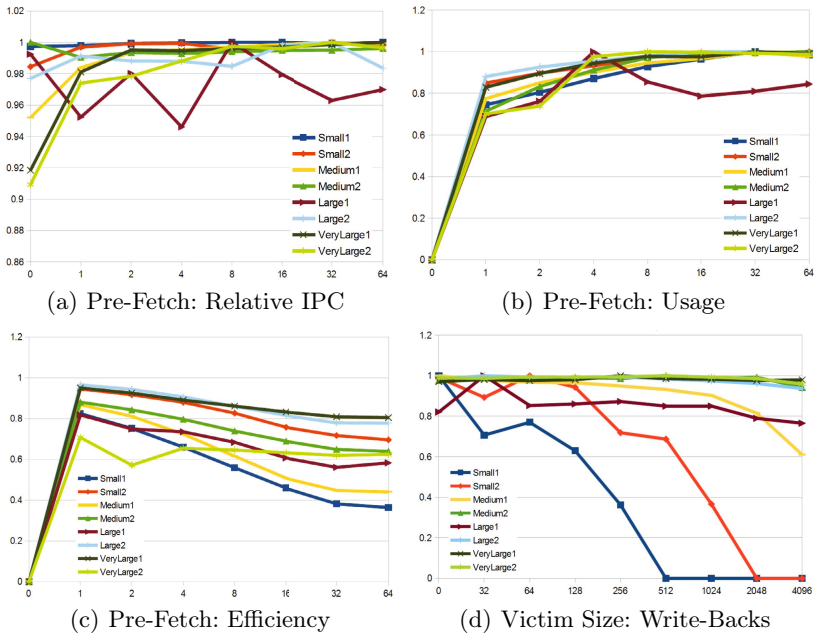 1.02
1
0.98
0.96
0.94
0.92
0.9
0.88
0.86
0 1 2 4 8 16 32 64
Small1
Small2
Medium1
Medium2
Large1
Large2
VeryLarge1
VeryLarge2
(a) Pre-Fetch: Relative IPC
1.2
1
0.8
0.6
0.4
0.2
0
0 1 2 4 8 16 32 64
Small1
Small2
Medium1
Medium2
Large1
Large2
VeryLarge1
VeryLarge2
(b) Pre-Fetch: Usage
1.2
1
0.8
0.6
0.4
0.2
0
0 1 2 4 8 16 32 64
Small1
Small2
Medium1
Medium2
Large1
Large2
VeryLarge1
VeryLarge2
(c) Pre-Fetch: Efficiency
1.2
1
0.8
0.6
0.4
0.2
0
0 32 64 128 256 512 1024 2048 4096
Small1
Small2
Medium1
Medium2
Large1
Large2
VeryLarge1
VeryLarge2
(d) Victim Size: Write-Backs